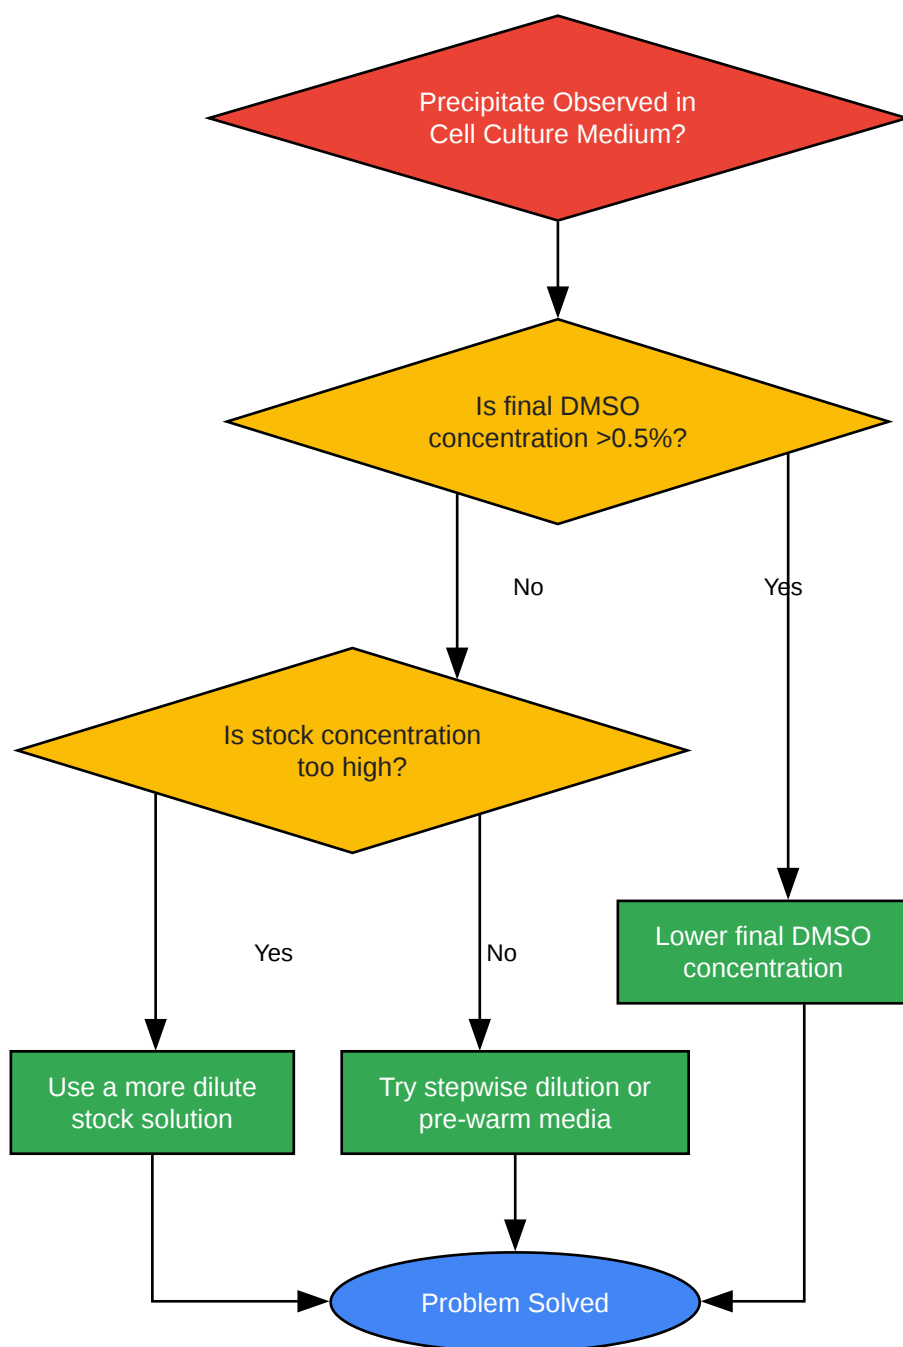 Precipitate Observed in
Cell Culture Medium?
Is final DMSO
concentration >0.5%?
No
Yes
Is stock concentration
too high?
Yes
No
Lower final DMSO
concentration
Use a more dilute
stock solution
Try stepwise dilution or
pre-warm media
Problem Solved